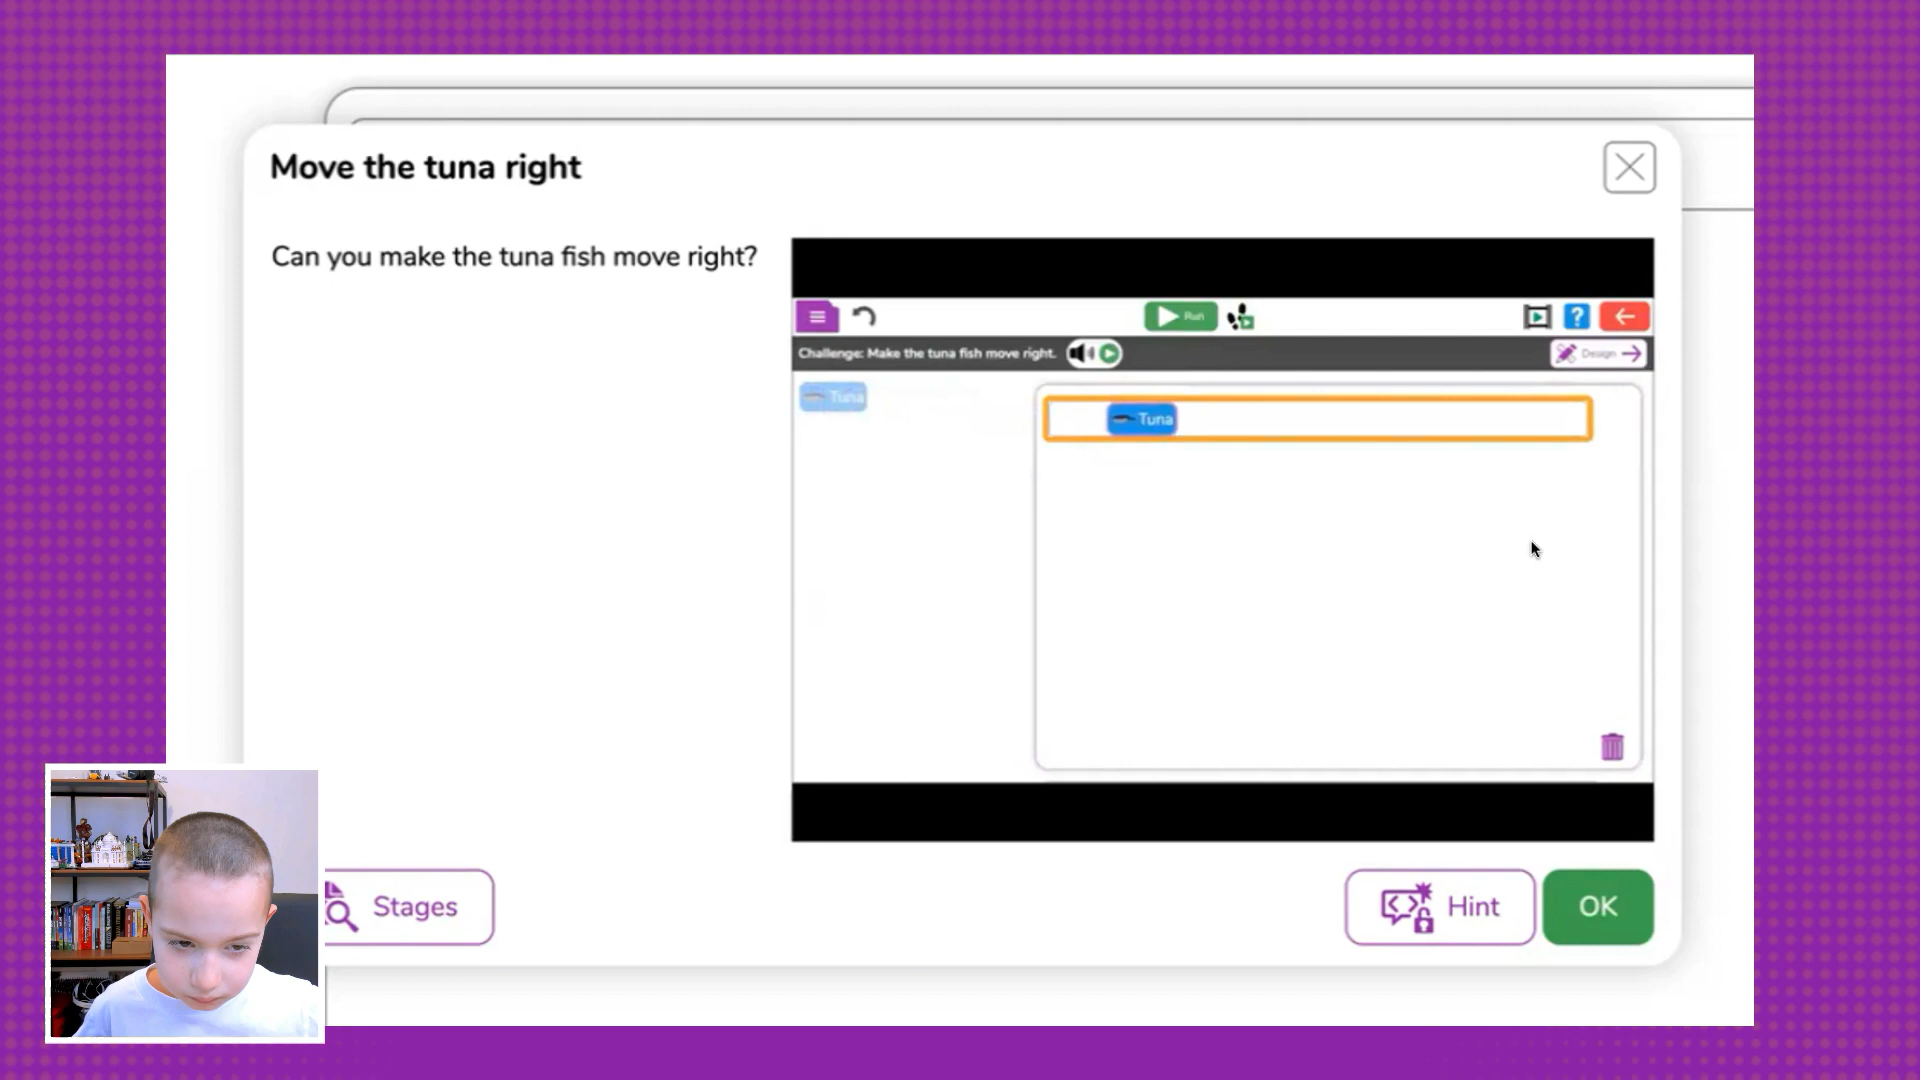 Move the tuna right
Can you make the tuna fish move right?
Run
Challenge: Make the tuna fish move right.
Design
Tuna
Tuna
Stages
Hint
OK